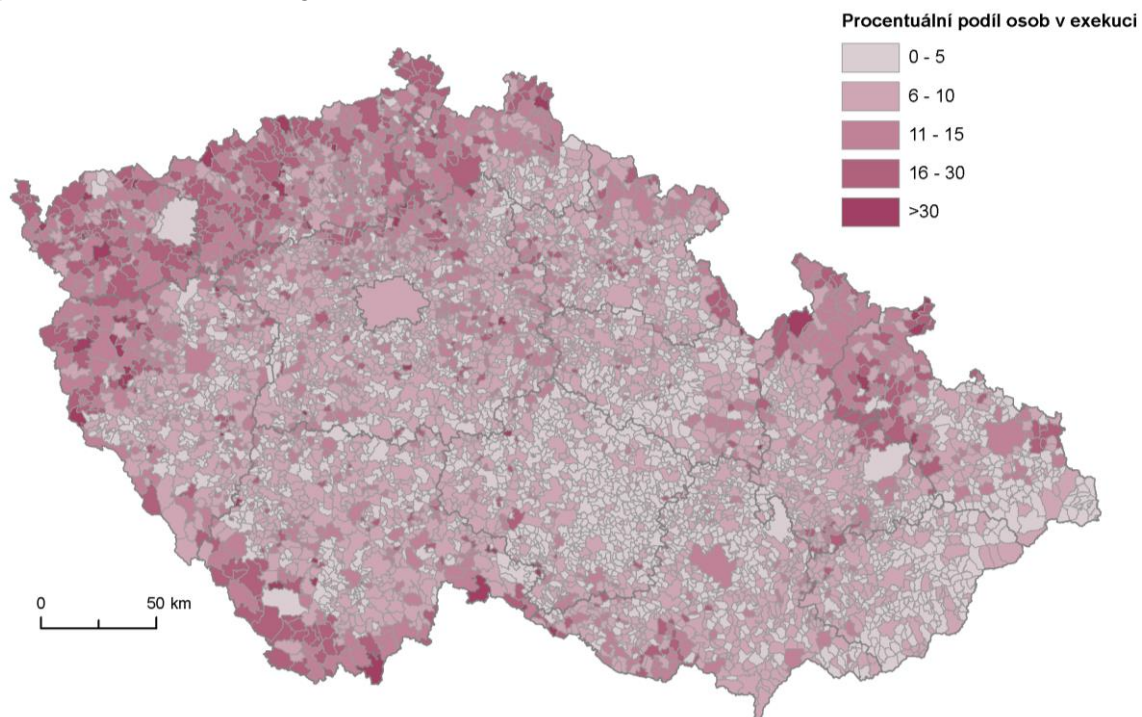 Procentuální podíl osob v exekuci
0 - 5
6 - 10
11 - 15
16 - 30
>30
0 50 km